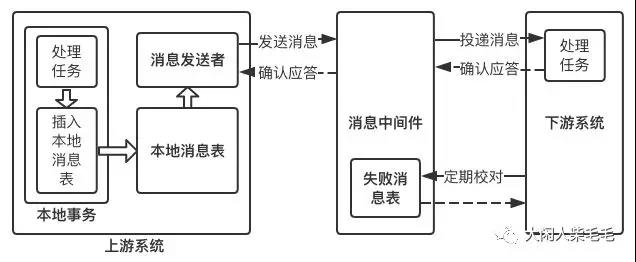 处理
任务
插入
本地
消息
表
本地事务
消息发送者
本地消息表
上游系统
发送消息
确认应答
消息中间件
失败消
息表
投递消息
确认应答
定期校对
处理
任务
下游系统
大闲人柴毛毛